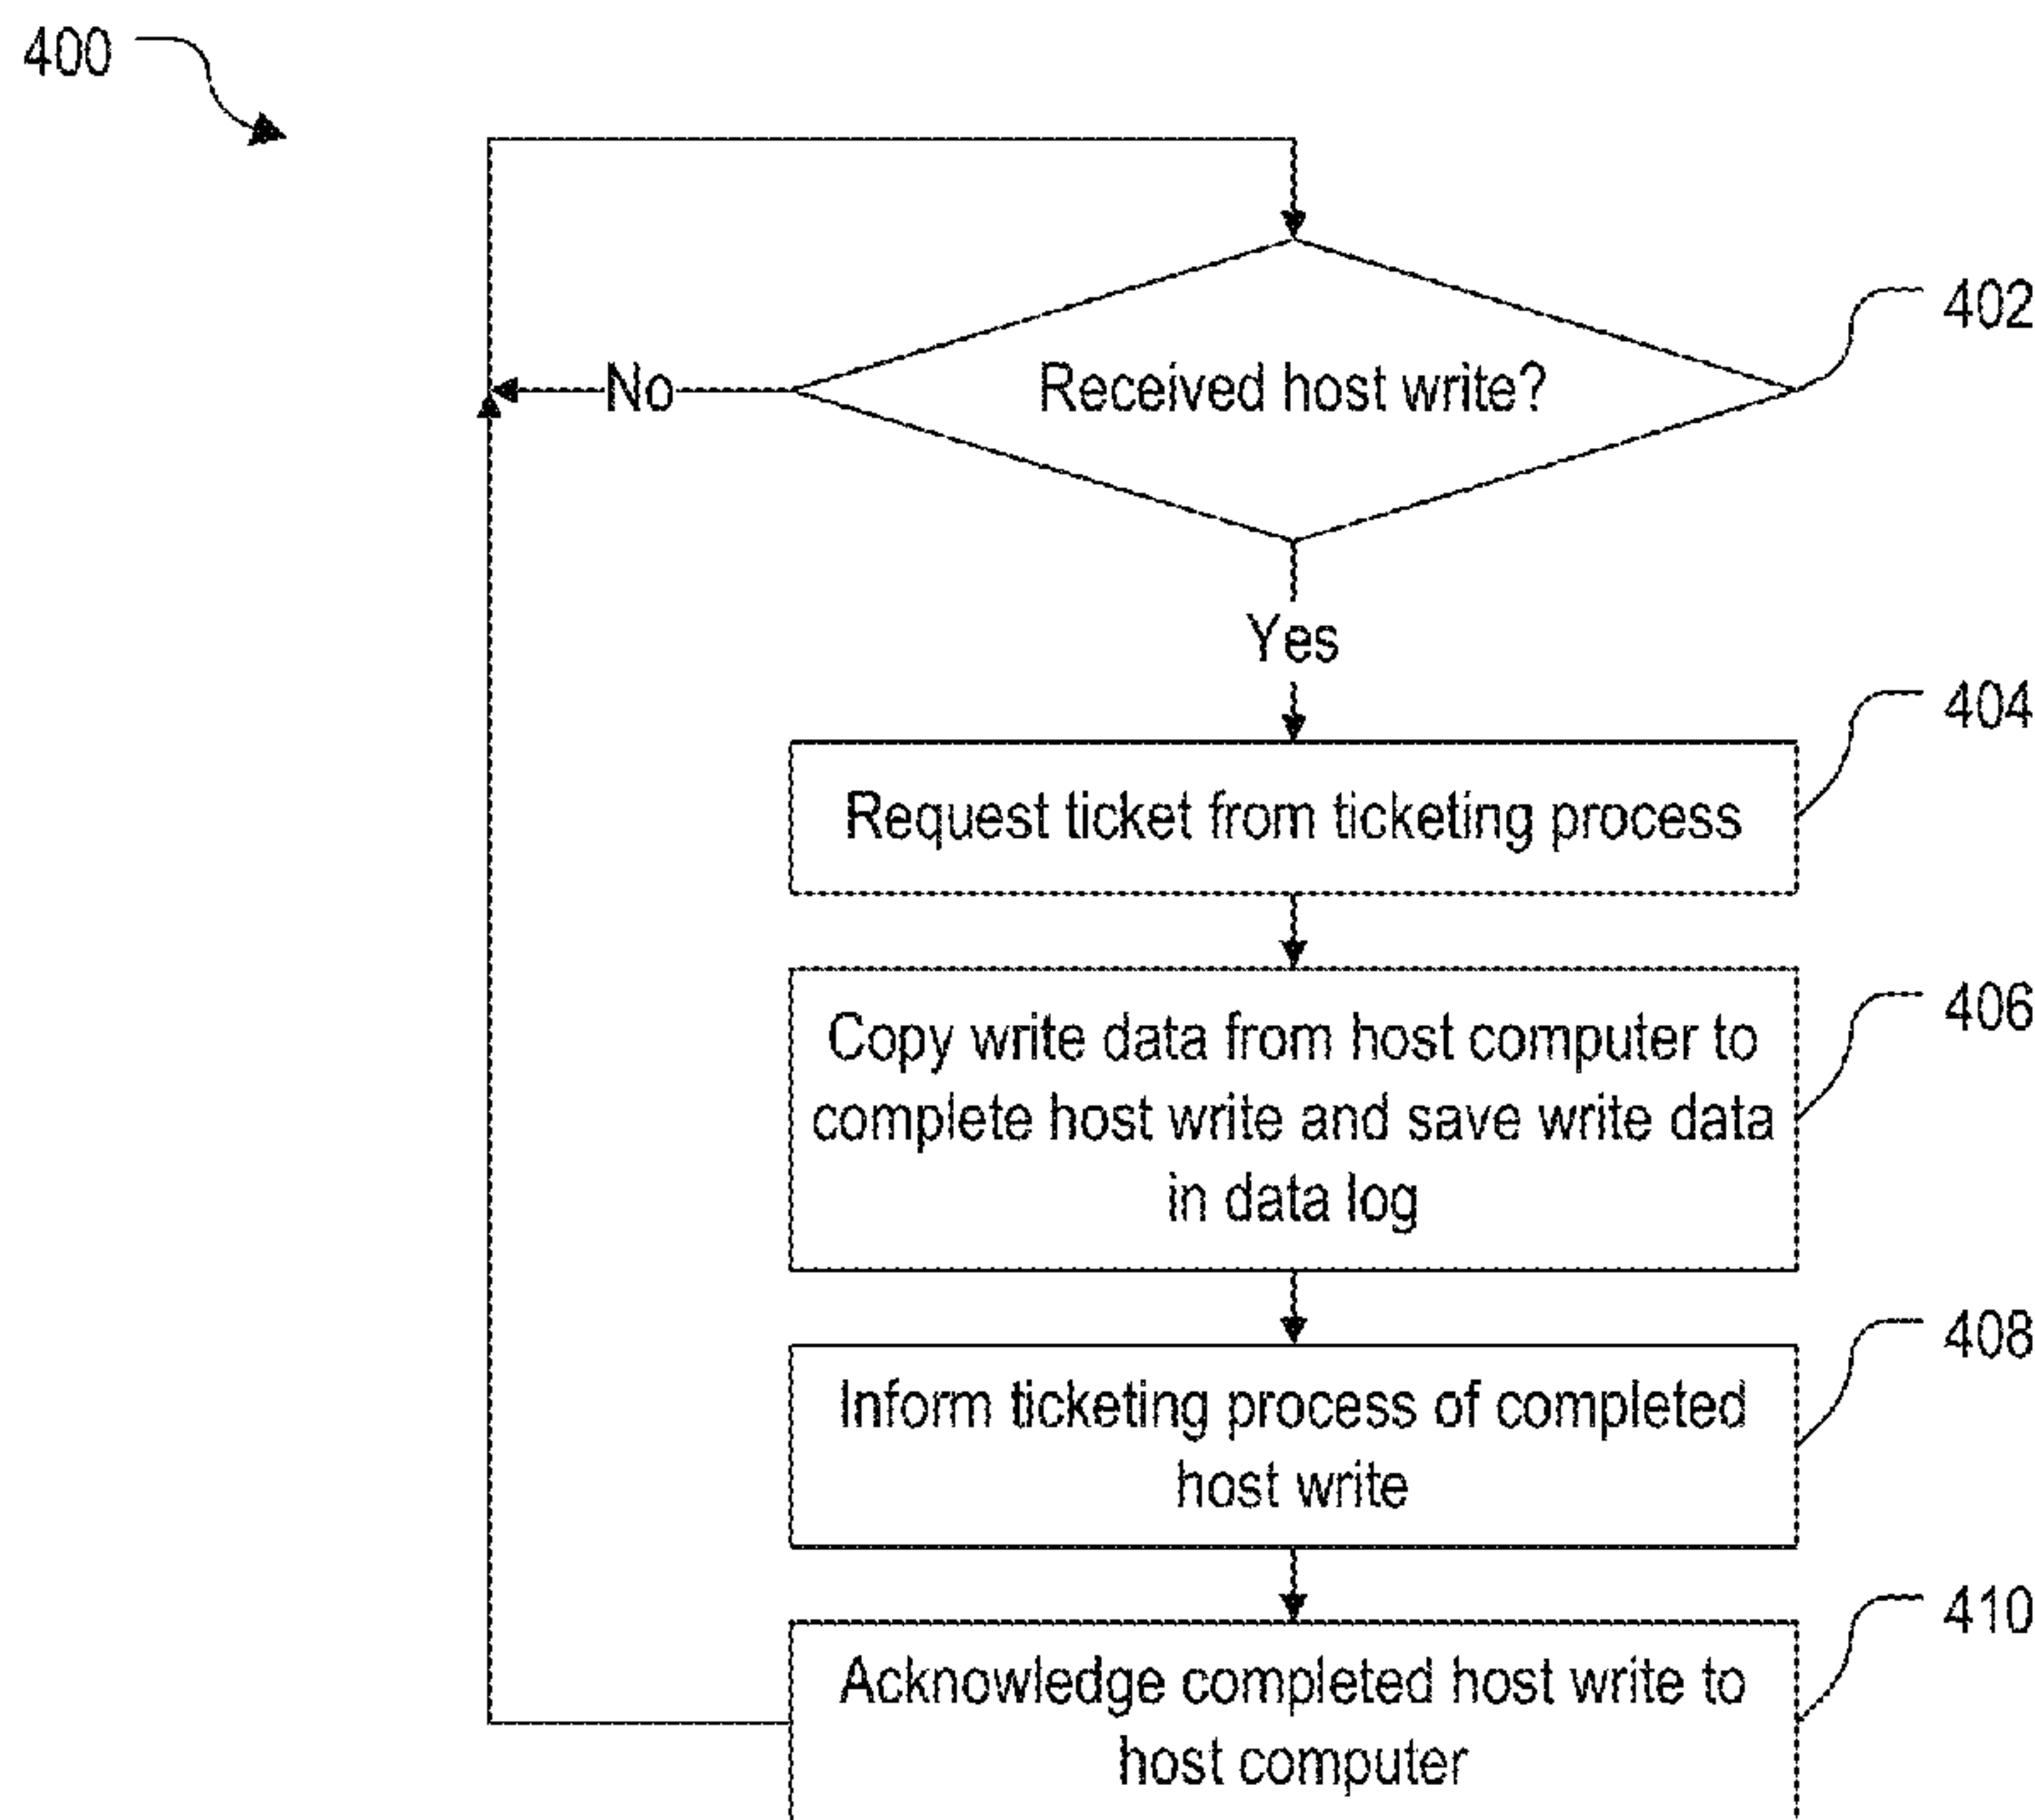 400
402
Received host write?
No
Yes
404
Request ticket from ticketing process
406
Copy write data from host computer to
complete host write and save write data
in data log
408
Inform ticketing process of completed
host write
410
Acknowledge completed host write to
host computer